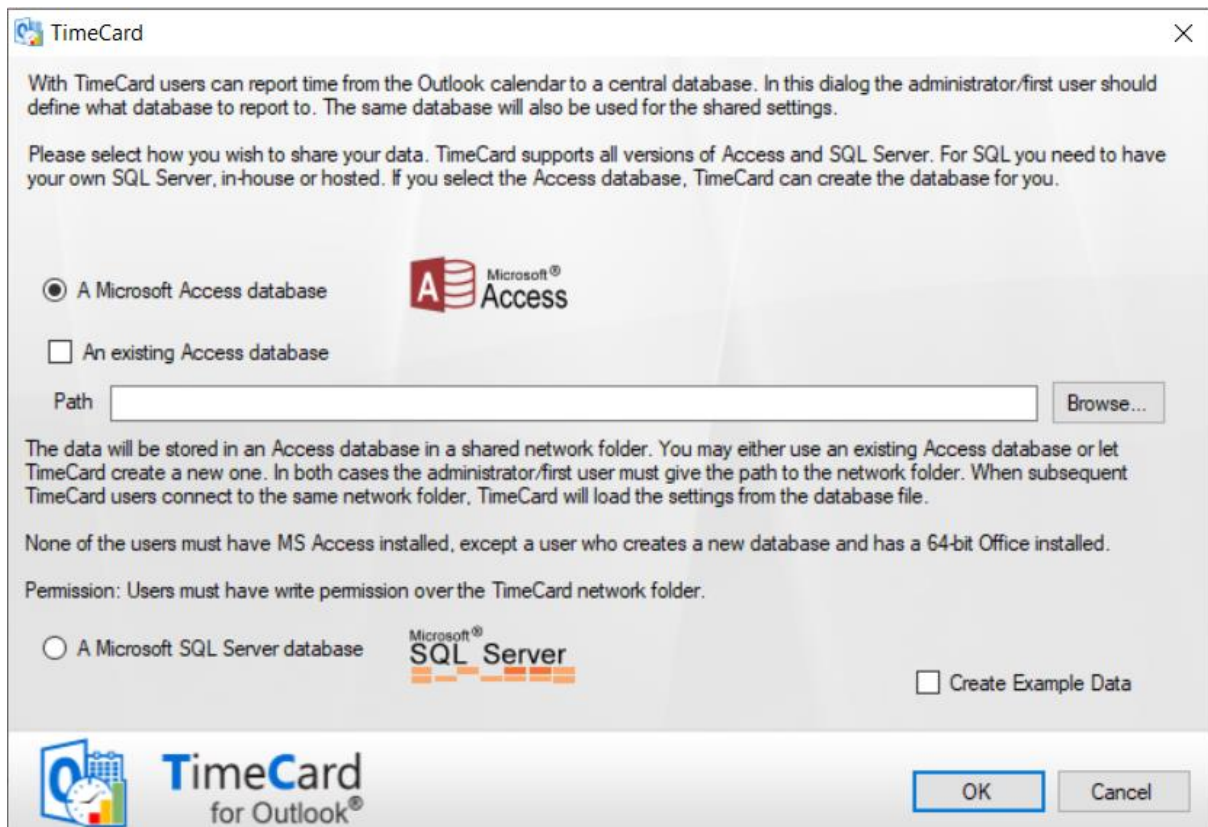 TimeCard
With TimeCard users can report time from the Outlook calendar to a central database. In this dialog the administrator/first user should
define what database to report to. The same database will also be used for the shared settings.
Please select how you wish to share your data. TimeCard supports all versions of Access and SQL Server. For SQL you need to have
your own SQL Server, in-house or hosted. If you select the Access database, TimeCard can create the database for you.
A Microsoft Access database
A
Microsoft®
Access
An existing Access database
Path
Browse...
The data will be stored in an Access database in a shared network folder. You may either use an existing Access database or let
TimeCard create a new one. In both cases the administrator/first user must give the path to the network folder. When subsequent
TimeCard users connect to the same network folder, TimeCard will load the settings from the database file.
None of the users must have MS Access installed, except a user who creates a new database and has a 64-bit Office installed.
Permission: Users must have write permission over the TimeCard network folder.
A Microsoft SQL Server database
Microsoft®
SQL Server
Create Example Data
TimeCard
for Outlook®
OK
Cancel